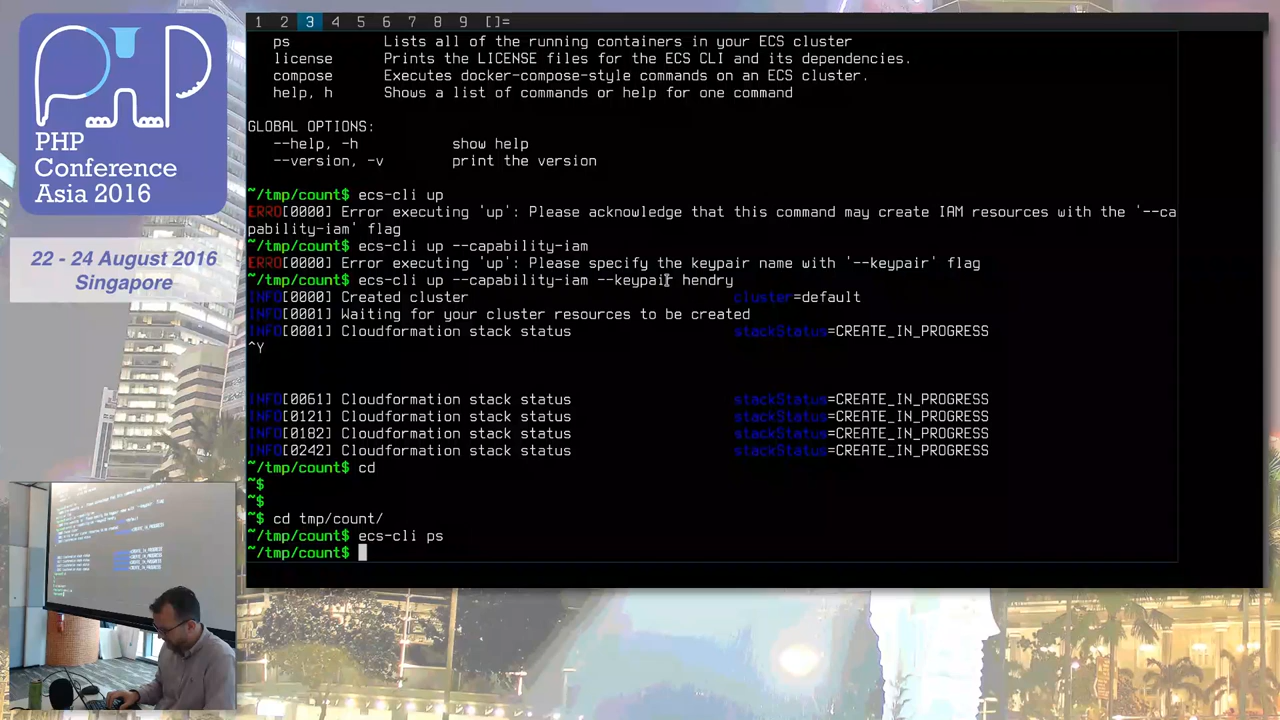 PHP
Conference
Asia 2016
22 - 24 August 2016
Singapore
1 2 3 4 5 6 7 8 9 []=
ps Lists all of the running containers in your ECS cluster
license Prints the LICENSE files for the ECS CLI and its dependencies.
compose Executes docker-compose-style commands on an ECS cluster.
help, h Shows a list of commands or help for one command
GLOBAL OPTIONS:
--help, -h show help
--version, -v print the version
~/tmp/count$ ecs-cli up
ERRO[0000] Error executing 'up': Please acknowledge that this command may create IAM resources with the '--ca
pability-iam' flag
~/tmp/count$ ecs-cli up --capability-iam
ERRO[0000] Error executing 'up': Please specify the keypair name with '--keypair' flag
~/tmp/count$ ecs-cli up --capability-iam --keypair hendry
INFO[0000] Created cluster cluster=default
INFO[0001] Waiting for your cluster resources to be created
INFO[0001] Cloudformation stack status stackStatus=CREATE_IN_PROGRESS
^Y
INFO[0061] Cloudformation stack status stackStatus=CREATE_IN_PROGRESS
INFO[0121] Cloudformation stack status stackStatus=CREATE_IN_PROGRESS
INFO[0182] Cloudformation stack status stackStatus=CREATE_IN_PROGRESS
INFO[0242] Cloudformation stack status stackStatus=CREATE_IN_PROGRESS
~/tmp/count$ cd
~$
~$
~$ cd tmp/count/
~/tmp/count$ ecs-cli ps
~/tmp/count$